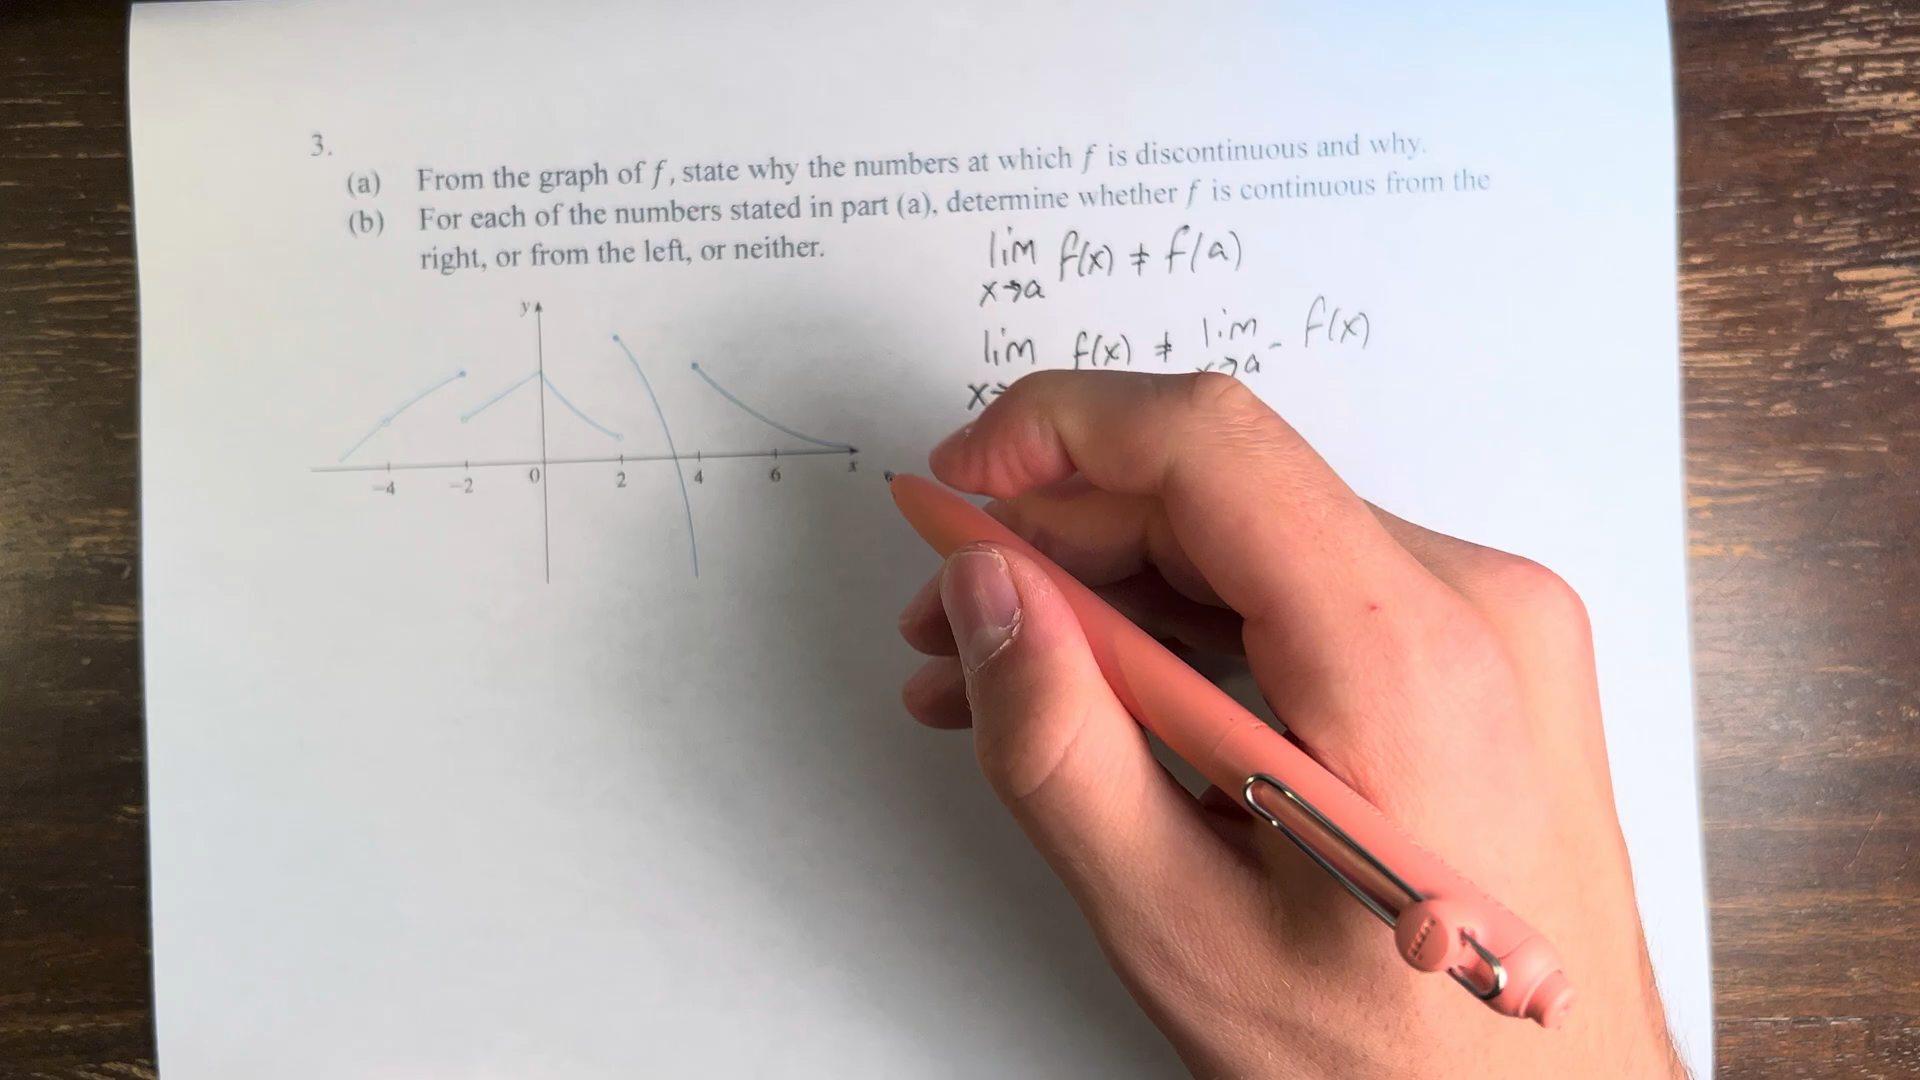 3.
(a) From the graph of f, state why the numbers at which f is discontinuous and why.
(b) For each of the numbers stated in part (a), determine whether f is continuous from the
right, or from the left, or neither.
lim f(x) ≠ f(a)
x→a
lim f(x) ≠ lim f(x)
x→ x→a⁻
y
x
-4 -2 0 2 4 6